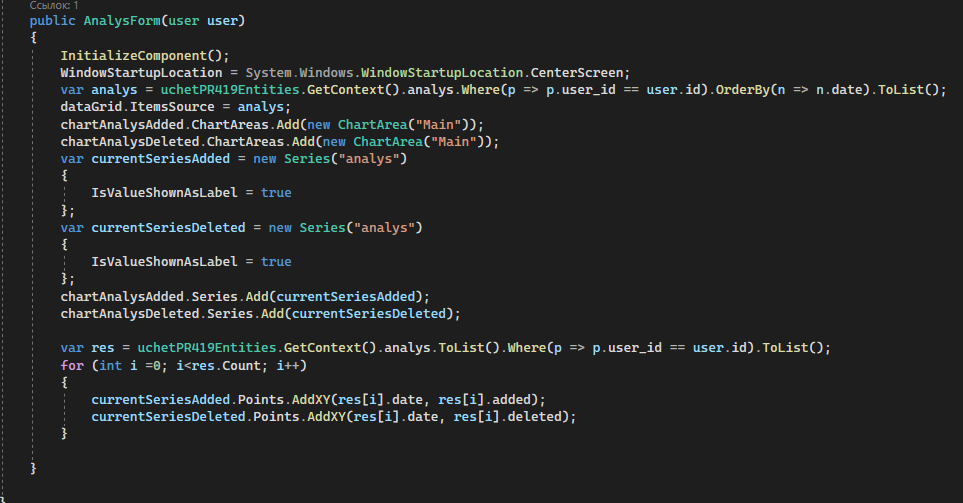 Ссылок: 1
public AnalysForm(user user)
{
InitializeComponent();
WindowStartupLocation = System.Windows.WindowStartupLocation.CenterScreen;
var analys = uchetPR419Entities.GetContext().analys.Where(p => p.user_id == user.id).OrderBy(n => n.date).ToList();
dataGrid.ItemsSource = analys;
chartAnalysAdded.ChartAreas.Add(new ChartArea("Main"));
chartAnalysDeleted.ChartAreas.Add(new ChartArea("Main"));
var currentSeriesAdded = new Series("analys")
{
IsValueShownAsLabel = true
};
var currentSeriesDeleted = new Series("analys")
{
IsValueShownAsLabel = true
};
chartAnalysAdded.Series.Add(currentSeriesAdded);
chartAnalysDeleted.Series.Add(currentSeriesDeleted);
var res = uchetPR419Entities.GetContext().analys.ToList().Where(p => p.user_id == user.id).ToList();
for (int i =0; i<res.Count; i++)
{
currentSeriesAdded.Points.AddXY(res[i].date, res[i].added);
currentSeriesDeleted.Points.AddXY(res[i].date, res[i].deleted);
}
}
}